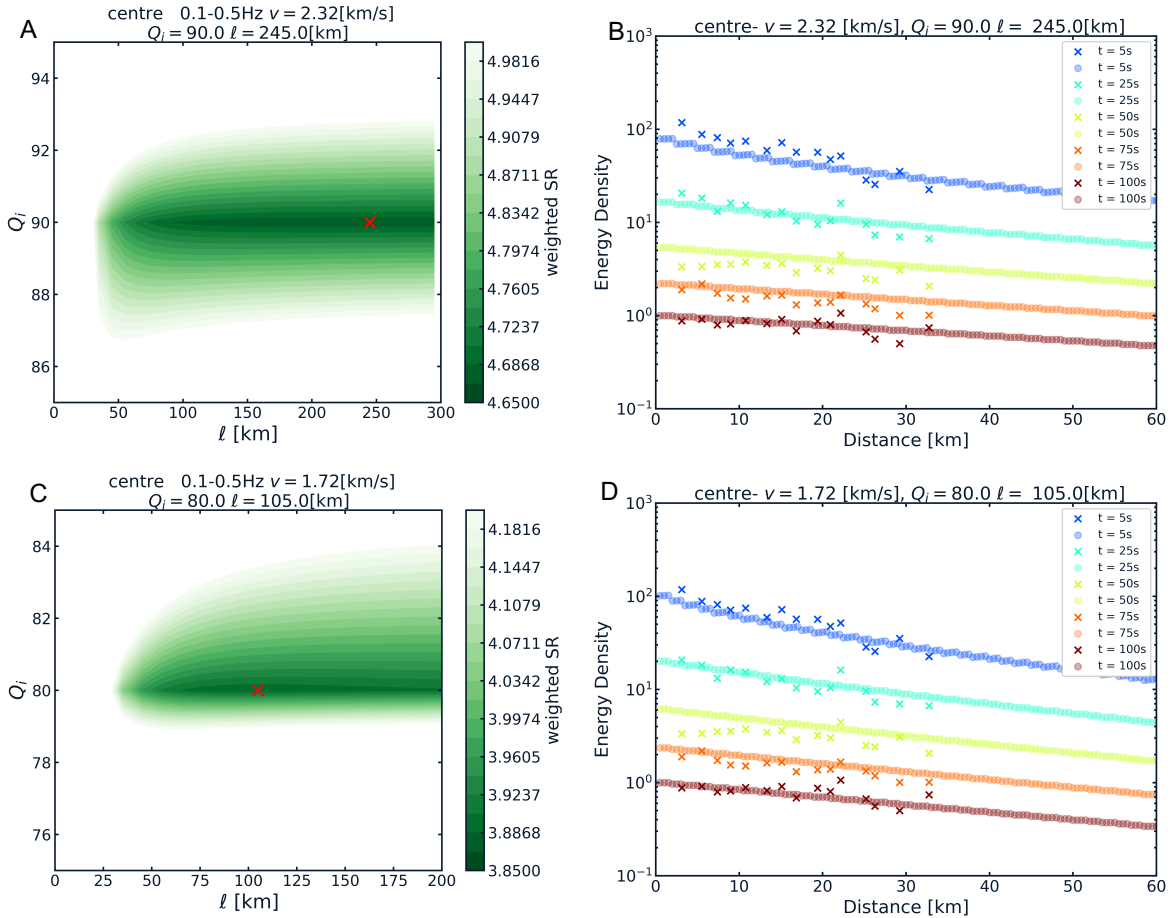 A
centre 0.1-0.5Hz v = 2.32[km/s]
Qᵢ = 90.0 ℓ = 245.0[km]
94
92
90
88
86
Qᵢ
0
50
100
150
200
250
300
ℓ [km]
4.9816
4.9447
4.9079
4.8711
4.8342
4.7974
4.7605
4.7237
4.6868
4.6500
weighted SR
B
centre- v = 2.32 [km/s], Qᵢ = 90.0 ℓ = 245.0[km]
10³
10²
10¹
10⁰
10⁻¹
Energy Density
t = 5s
t = 5s
t = 25s
t = 25s
t = 50s
t = 50s
t = 75s
t = 75s
t = 100s
t = 100s
0
10
20
30
40
50
60
Distance [km]
C
centre 0.1-0.5Hz v = 1.72[km/s]
Qᵢ = 80.0 ℓ = 105.0[km]
84
82
80
78
76
Qᵢ
0
25
50
75
100
125
150
175
200
ℓ [km]
4.1816
4.1447
4.1079
4.0711
4.0342
3.9974
3.9605
3.9237
3.8868
3.8500
weighted SR
D
centre- v = 1.72 [km/s], Qᵢ = 80.0 ℓ = 105.0[km]
10³
10²
10¹
10⁰
10⁻¹
Energy Density
t = 5s
t = 5s
t = 25s
t = 25s
t = 50s
t = 50s
t = 75s
t = 75s
t = 100s
t = 100s
0
10
20
30
40
50
60
Distance [km]